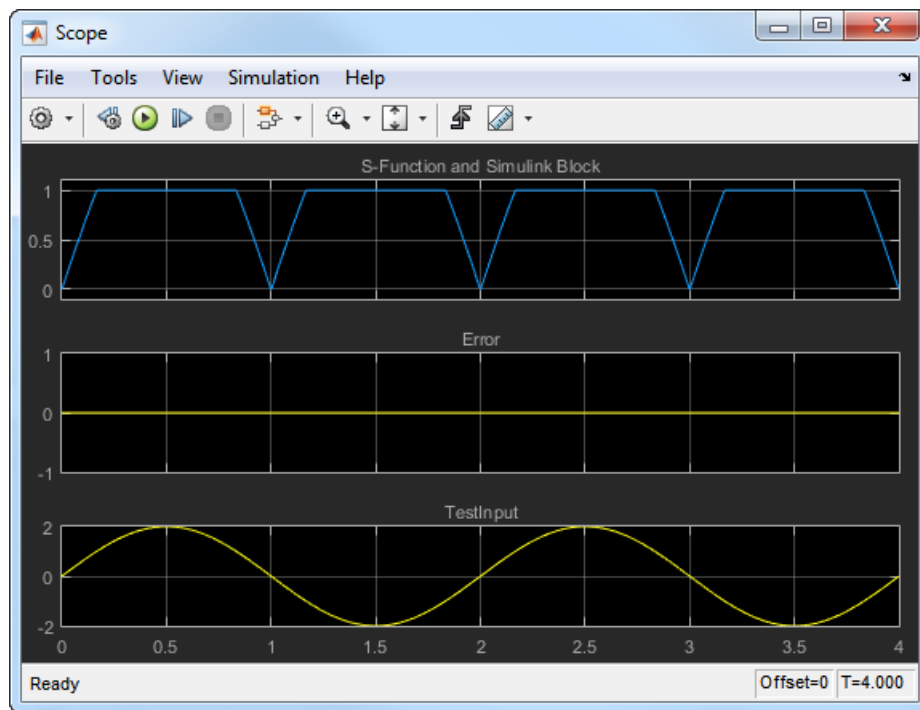 Scope
File Tools View Simulation Help
S-Function and Simulink Block
1
0.5
0
Error
1
0
-1
TestInput
2
0
-2
0 0.5 1 1.5 2 2.5 3 3.5 4
Ready Offset=0 T=4.000